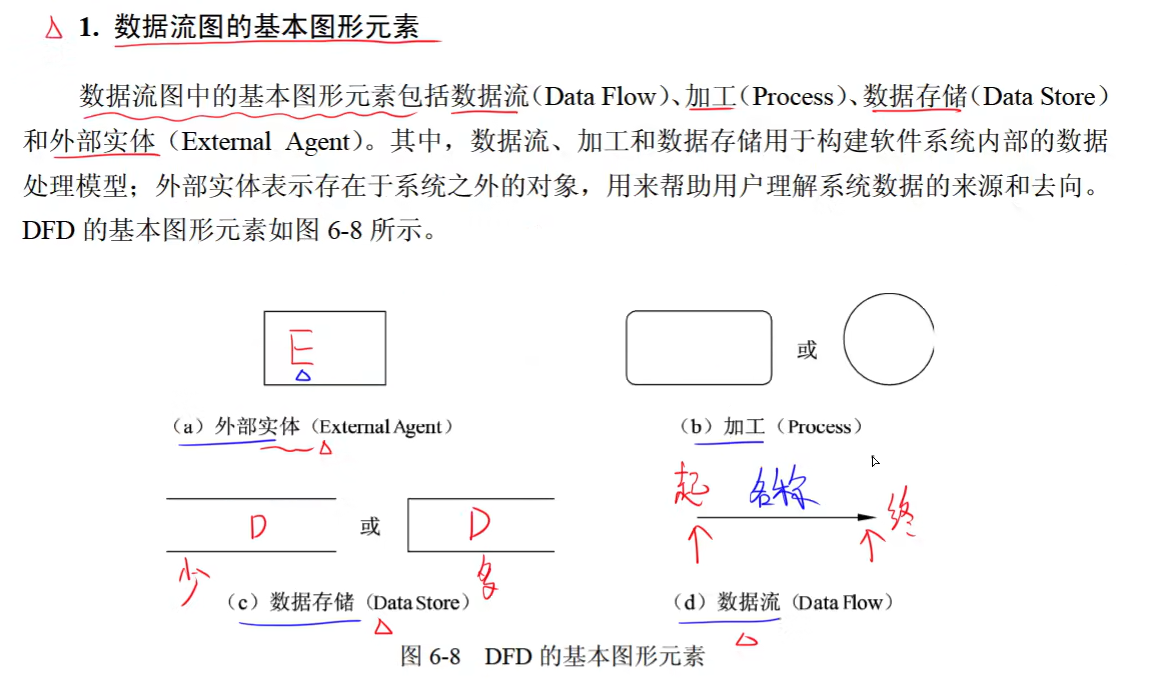 1. 数据流图的基本图形元素
数据流图中的基本图形元素包括数据流（Data Flow）、加工（Process）、数据存储（Data Store）
和外部实体（External Agent）。其中，数据流、加工和数据存储用于构建软件系统内部的数据
处理模型；外部实体表示存在于系统之外的对象，用来帮助用户理解系统数据的来源和去向。
DFD 的基本图形元素如图 6-8 所示。
E
或
（a）外部实体（External Agent）
（b）加工（Process）
起 名称 终
D 或 D
少 多
（c）数据存储（Data Store）
（d）数据流（Data Flow）
图 6-8 DFD 的基本图形元素